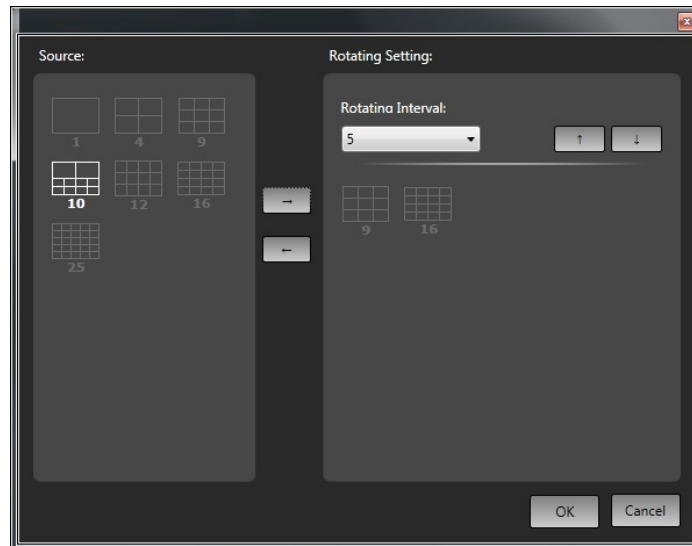 Source:
Rotating Setting:
1 4 9
10 12 16
25
→
←
Rotating Interval:
5
↑ ↓
9 16
OK Cancel